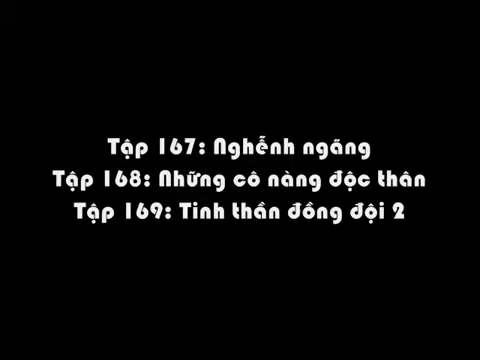 Tập 167: Nghễnh ngãng
Tập 168: Những cô nàng độc thân
Tập 169: Tinh thần đồng đội 2